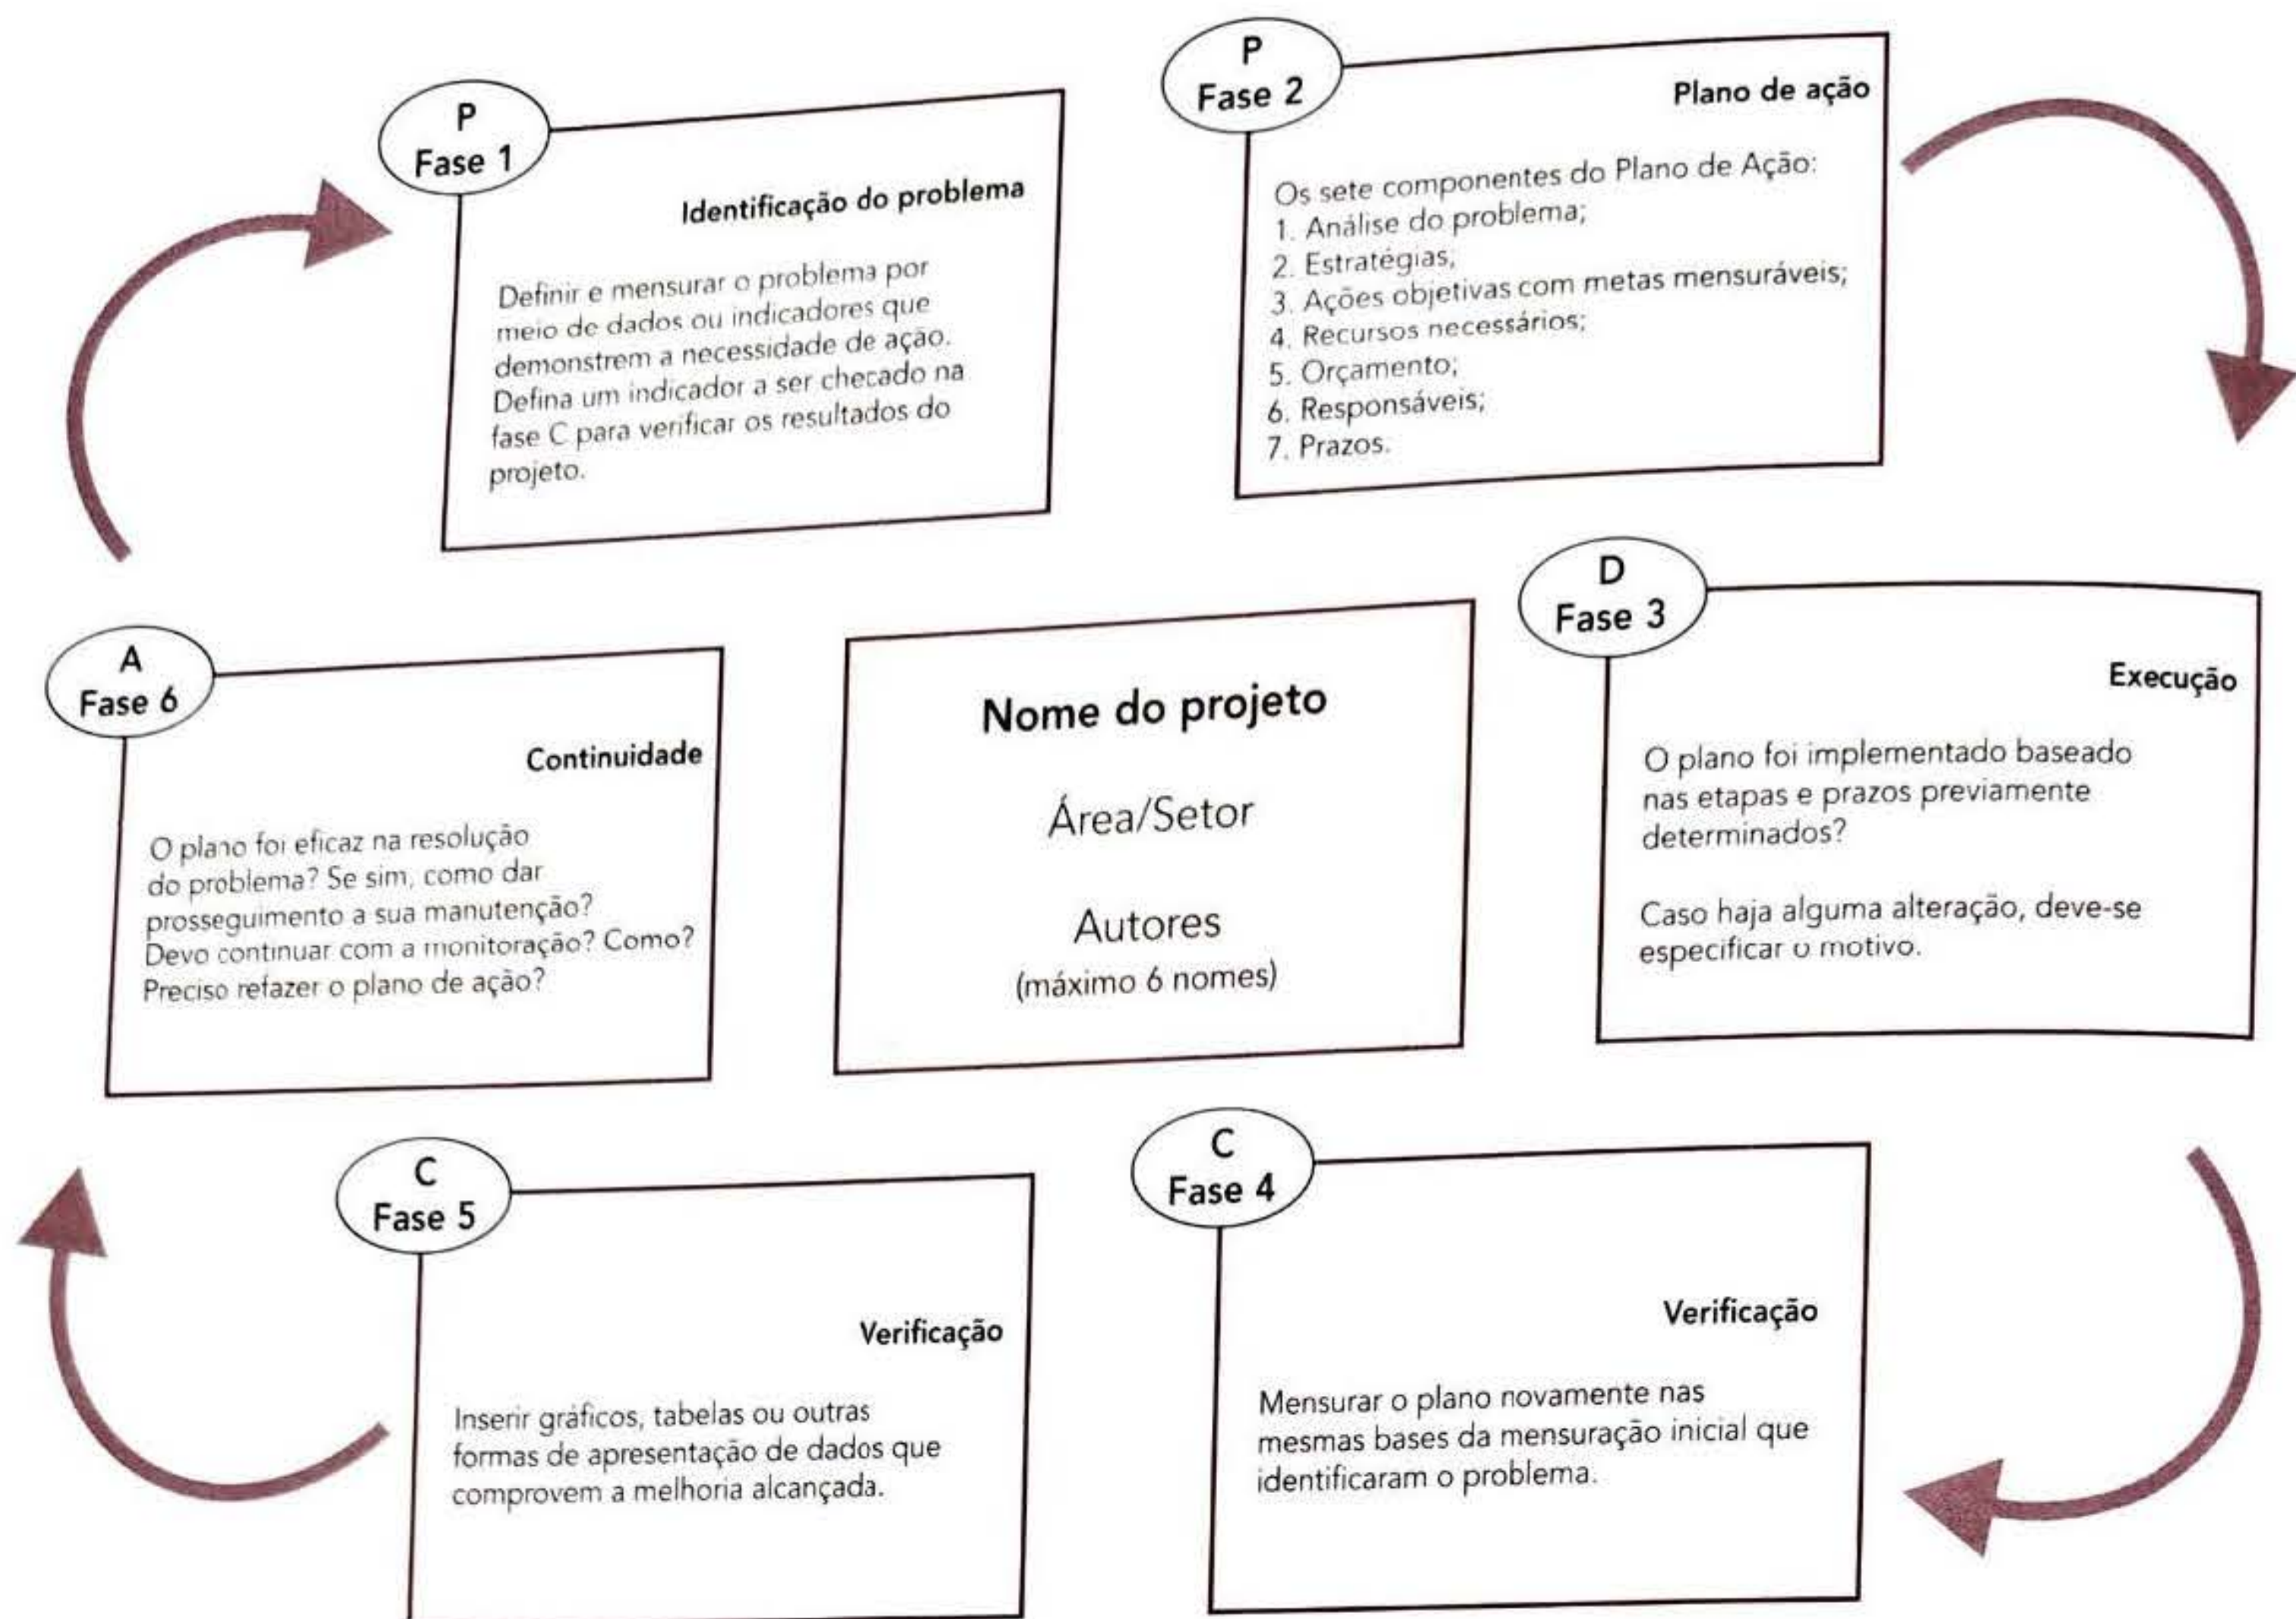 P
Fase 1
Identificação do problema
Definir e mensurar o problema por
meio de dados ou indicadores que
demonstrem a necessidade de ação.
Defina um indicador a ser checado na
fase C para verificar os resultados do
projeto.
P
Fase 2
Plano de ação
Os sete componentes do Plano de Ação:
1. Análise do problema;
2. Estratégias;
3. Ações objetivas com metas mensuráveis;
4. Recursos necessários;
5. Orçamento;
6. Responsáveis;
7. Prazos.
A
Fase 6
Continuidade
O plano foi eficaz na resolução
do problema? Se sim, como dar
prosseguimento a sua manutenção?
Devo continuar com a monitoração? Como?
Preciso refazer o plano de ação?
Nome do projeto
Área/Setor
Autores
(máximo 6 nomes)
D
Fase 3
Execução
O plano foi implementado baseado
nas etapas e prazos previamente
determinados?
Caso haja alguma alteração, deve-se
especificar o motivo.
C
Fase 5
Verificação
Inserir gráficos, tabelas ou outras
formas de apresentação de dados que
comprovem a melhoria alcançada.
C
Fase 4
Verificação
Mensurar o plano novamente nas
mesmas bases da mensuração inicial que
identificaram o problema.